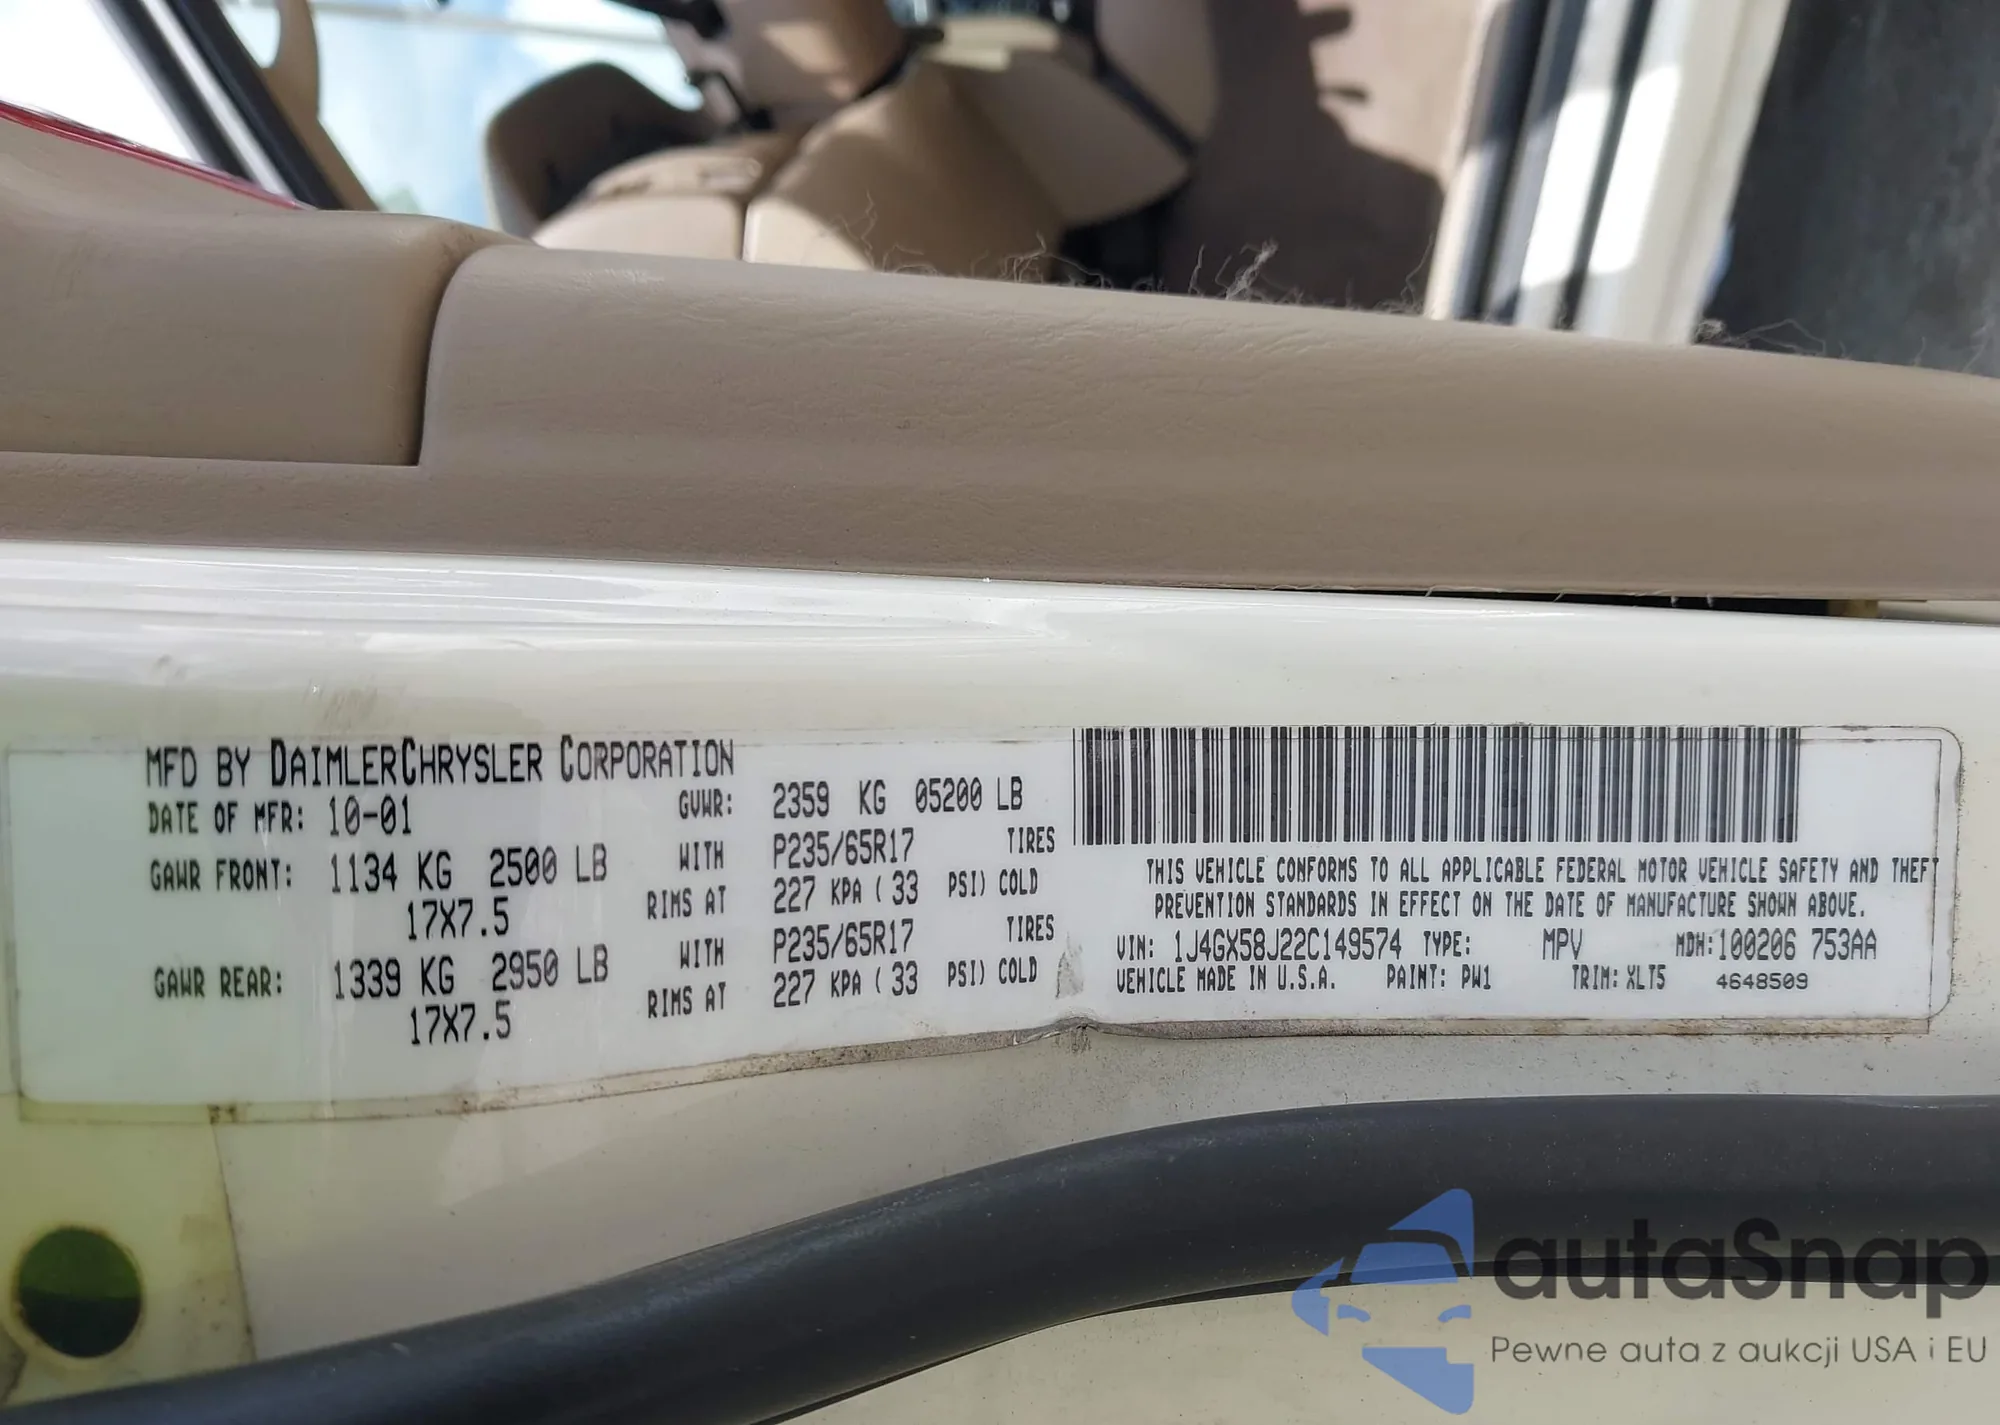 MFD BY DAIMLERCHRYSLER CORPORATION
DATE OF MFR: 10-01 GVWR: 2359 KG 05200 LB
GAWR FRONT: 1134 KG 2500 LB WITH P235/65R17 TIRES
17X7.5 RIMS AT 227 KPA ( 33 PSI) COLD
GAWR REAR: 1339 KG 2950 LB WITH P235/65R17 TIRES
17X7.5 RIMS AT 227 KPA ( 33 PSI) COLD
THIS VEHICLE CONFORMS TO ALL APPLICABLE FEDERAL MOTOR VEHICLE SAFETY AND THEFT
PREVENTION STANDARDS IN EFFECT ON THE DATE OF MANUFACTURE SHOWN ABOVE.
VIN: 1J4GX58J22C149574 TYPE: MPV MDH:100206 753AA
VEHICLE MADE IN U.S.A. PAINT: PW1 TRIM: XLT5 4648509
autaSnap
Pewne auta z aukcji USA i EU